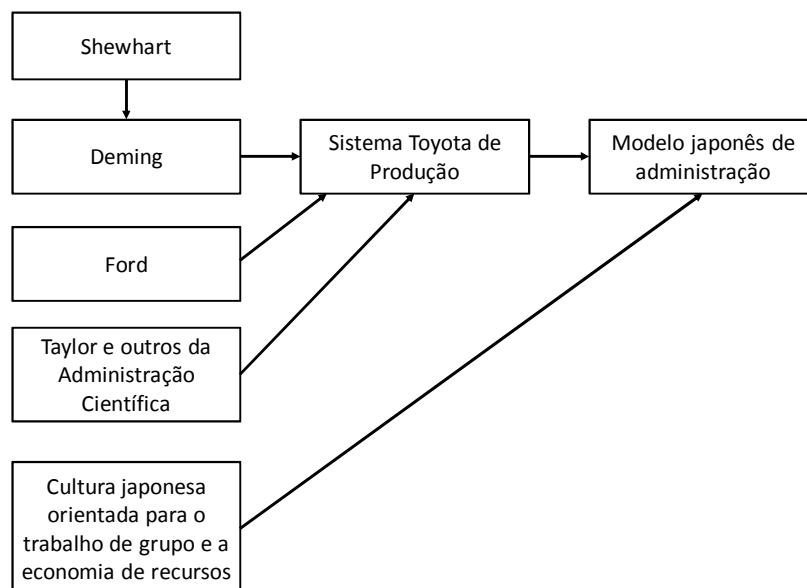 Shewhart
Deming
Sistema Toyota de
Produção
Modelo japonês de
administração
Ford
Taylor e outros da
Administração
Científica
Cultura japonesa
orientada para o
trabalho de grupo e a
economia de recursos